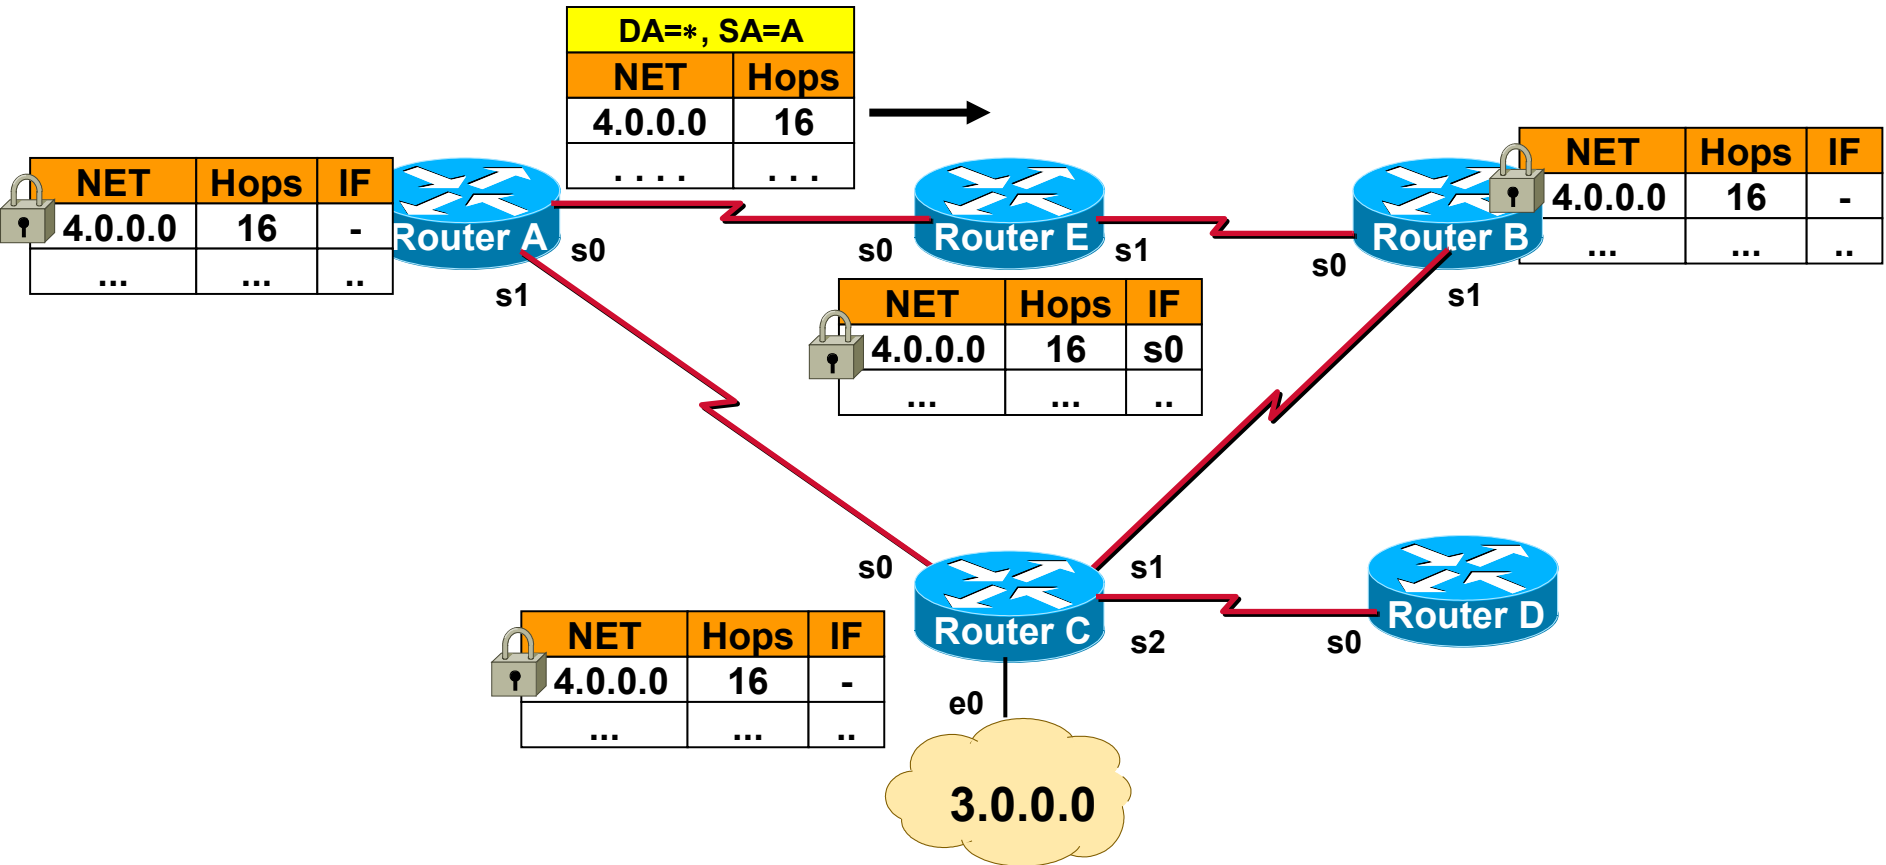 DA=*, SA=A
NET Hops
4.0.0.0 16
. . . . . . .
NET Hops IF
4.0.0.0 16 -
... ... ..
Router A
s0
s1
Router E
s0
s1
Router B
s0
s1
NET Hops IF
4.0.0.0 16 -
... ... ..
NET Hops IF
4.0.0.0 16 s0
... ... ..
s0
s1
Router C
s2
e0
Router D
s0
NET Hops IF
4.0.0.0 16 -
... ... ..
3.0.0.0